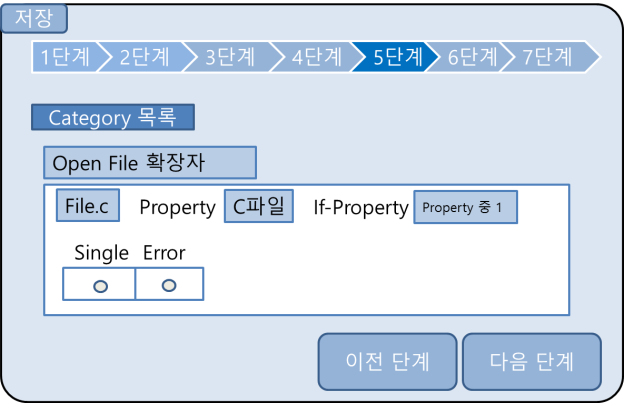 저장
1단계 2단계 3단계 4단계 5단계 6단계 7단계
Category 목록
Open File 확장자
File.c Property C파일 If-Property Property 중 1
Single Error
이전 단계 다음 단계